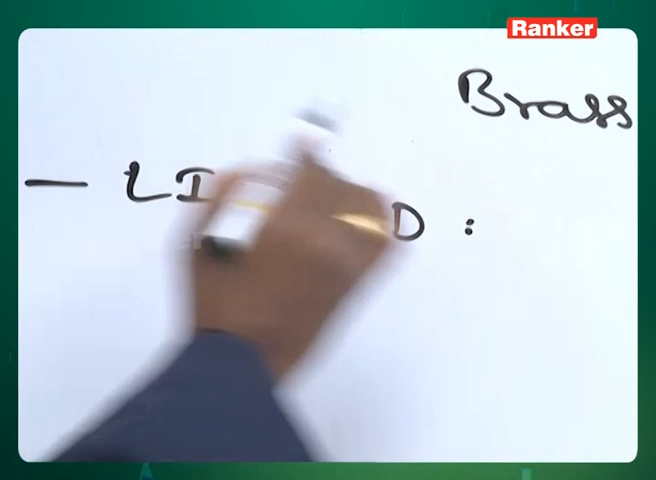 Ranker
Brass
— LI D :